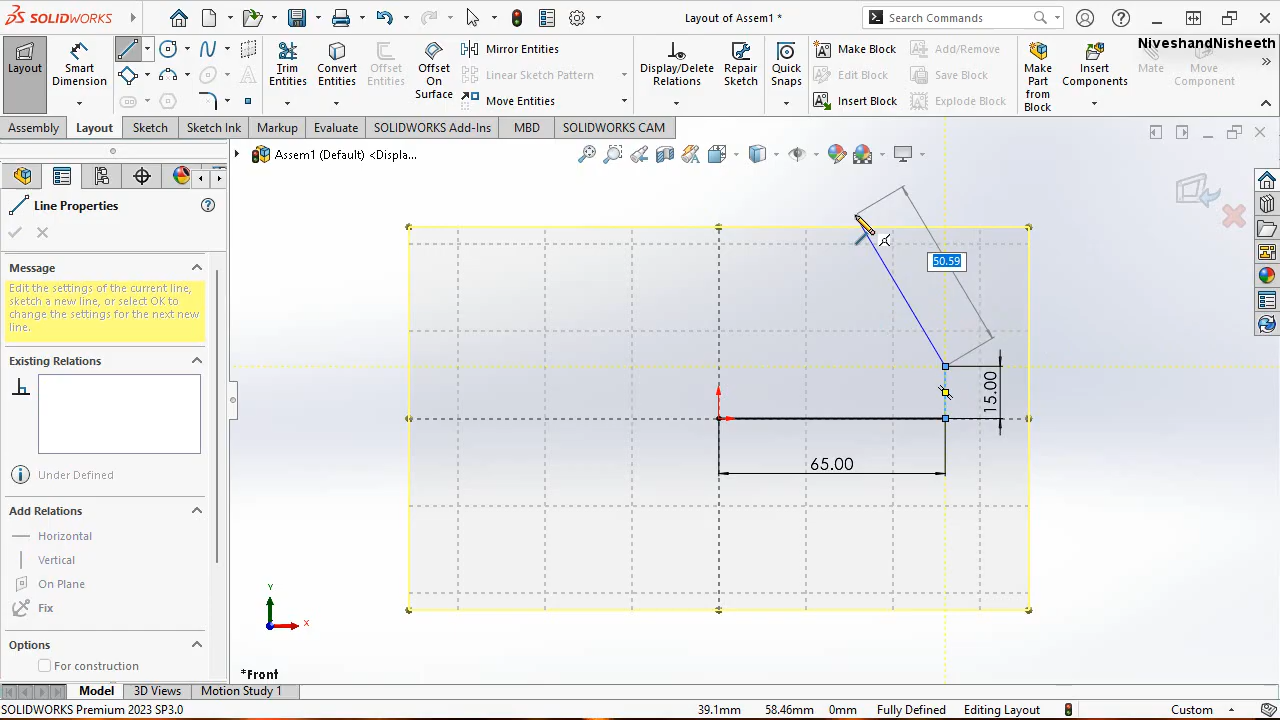 SOLIDWORKS
Layout of Assem1 *
Search Commands
NiveshandNisheeth
Layout
Smart Dimension
Trim Entities
Convert Entities
Offset Entities
Offset On Surface
Mirror Entities
Linear Sketch Pattern
Move Entities
Display/Delete Relations
Repair Sketch
Quick Snaps
Make Block
Edit Block
Insert Block
Add/Remove
Save Block
Explode Block
Make Part from Block
Insert Components
Mate
Move Component
Assembly
Layout
Sketch
Sketch Ink
Markup
Evaluate
SOLIDWORKS Add-Ins
MBD
SOLIDWORKS CAM
Assem1 (Default) <Displa...
Line Properties
Message
Edit the settings of the current line,
sketch a new line, or select OK to
change the settings for the next new
line.
Existing Relations
Under Defined
Add Relations
Horizontal
Vertical
On Plane
Fix
Options
For construction
50.59
15.00
65.00
Y
X
*Front
Model
3D Views
Motion Study 1
SOLIDWORKS Premium 2023 SP3.0
39.1mm
58.46mm
0mm
Fully Defined
Editing Layout
Custom